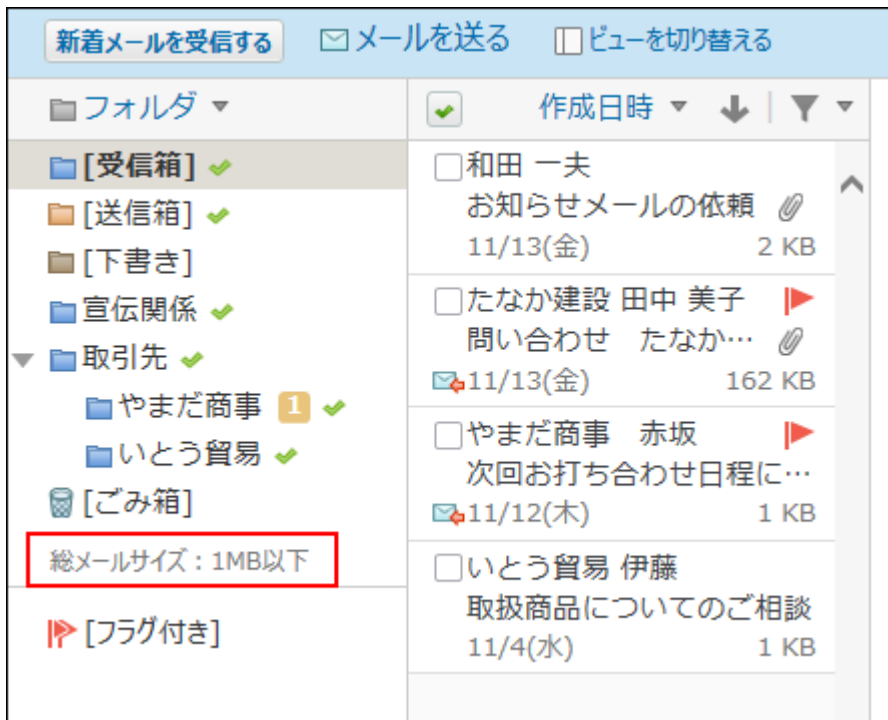 新着メールを受信する メールを送る ビューを切り替える
フォルダ
[受信箱]
[送信箱]
[下書き]
宣伝関係
取引先
やまだ商事 1
いとう貿易
[ごみ箱]
総メールサイズ：1MB以下
[フラグ付き]
作成日時
和田 一夫
お知らせメールの依頼
11/13(金) 2 KB
たなか建設 田中 美子
問い合わせ　たなか…
11/13(金) 162 KB
やまだ商事　赤坂
次回お打ち合わせ日程に…
11/12(木) 1 KB
いとう貿易 伊藤
取扱商品についてのご相談
11/4(水) 1 KB